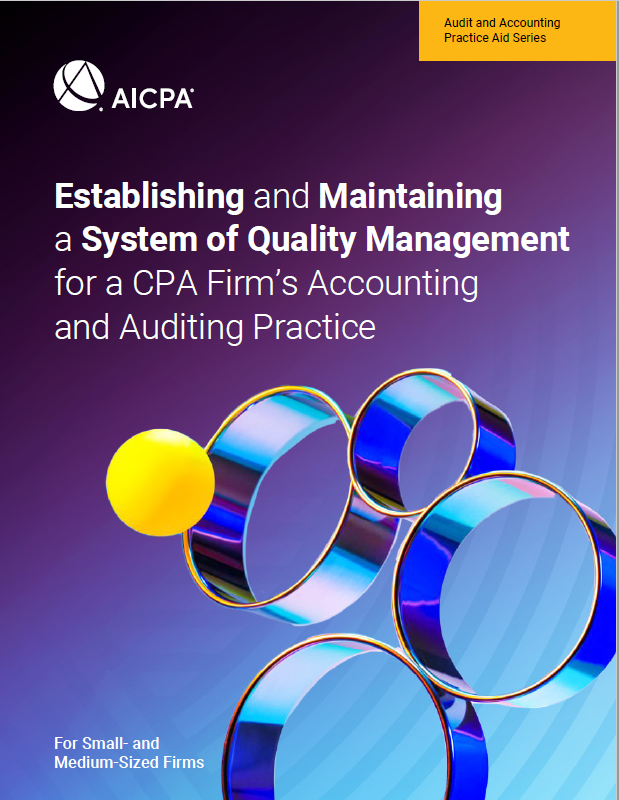 Audit and Accounting
Practice Aid Series
AICPA
Establishing and Maintaining
a System of Quality Management
for a CPA Firm's Accounting
and Auditing Practice
For Small- and
Medium-Sized Firms